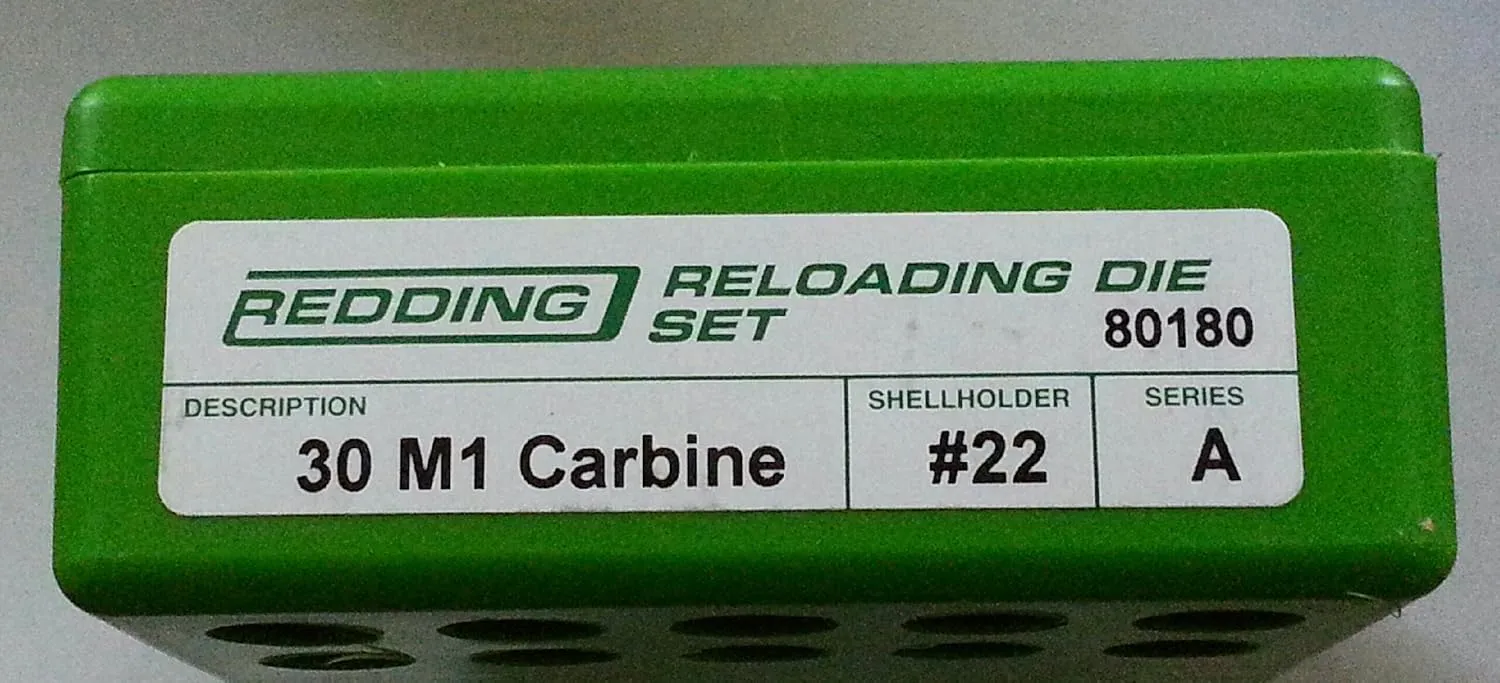 REDDING RELOADING DIE
SET
80180
DESCRIPTION
30 M1 Carbine
SHELLHOLDER
#22
SERIES
A